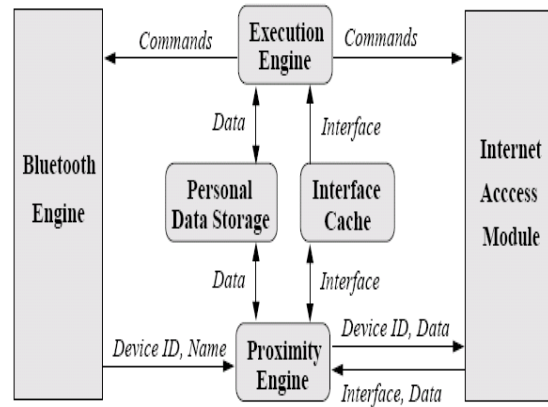 Commands
Execution
Engine
Commands
Data
Interface
Bluetooth
Engine
Personal
Data Storage
Interface
Cache
Internet
Acccess
Module
Data
Interface
Device ID, Name
Proximity
Engine
Device ID, Data
Interface, Data